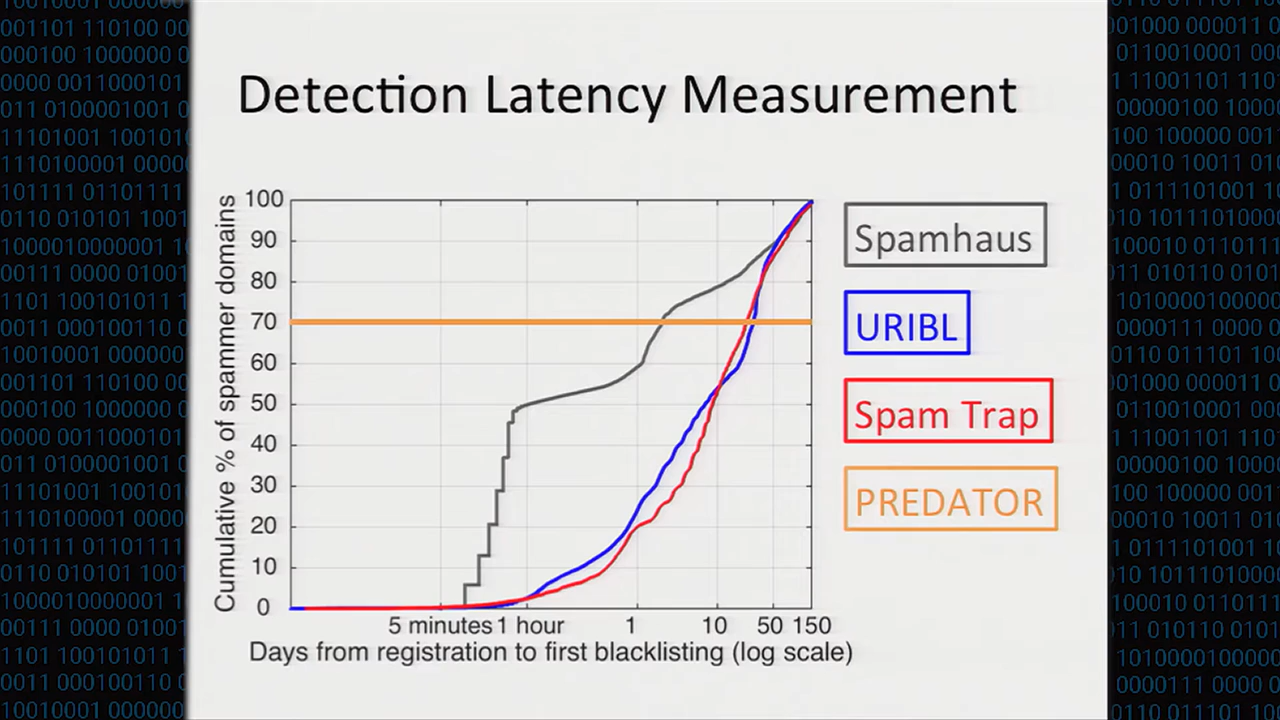 Detection Latency Measurement
Cumulative % of spammer domains
100
90
80
70
60
50
40
30
20
10
0
5 minutes 1 hour 1 10 50 150
Days from registration to first blacklisting (log scale)
Spamhaus
URIBL
Spam Trap
PREDATOR